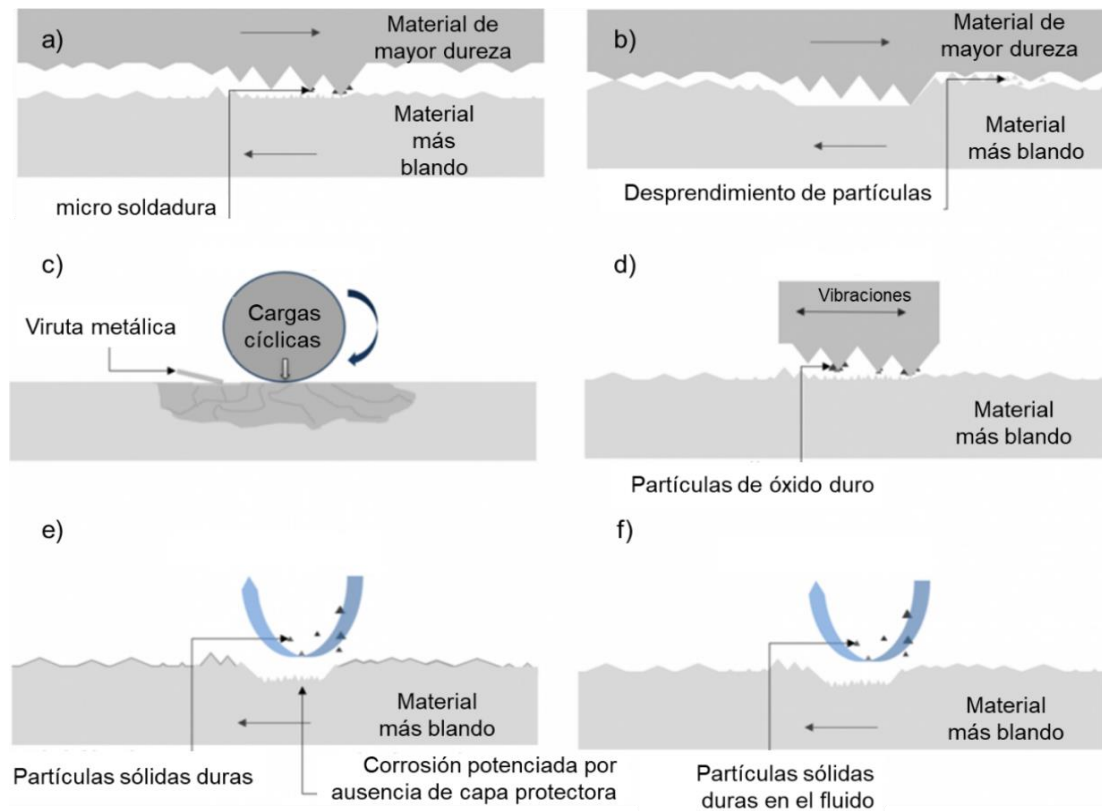 a)
Material de
mayor dureza
Material
más
blando
micro soldadura
b)
Material de
mayor dureza
Material
más blando
Desprendimiento de partículas
c)
Viruta metálica
Cargas
cíclicas
d)
Vibraciones
Material
más blando
Partículas de óxido duro
e)
Material
más blando
Partículas sólidas duras
Corrosión potenciada por
ausencia de capa protectora
f)
Material
más blando
Partículas sólidas
duras en el fluido